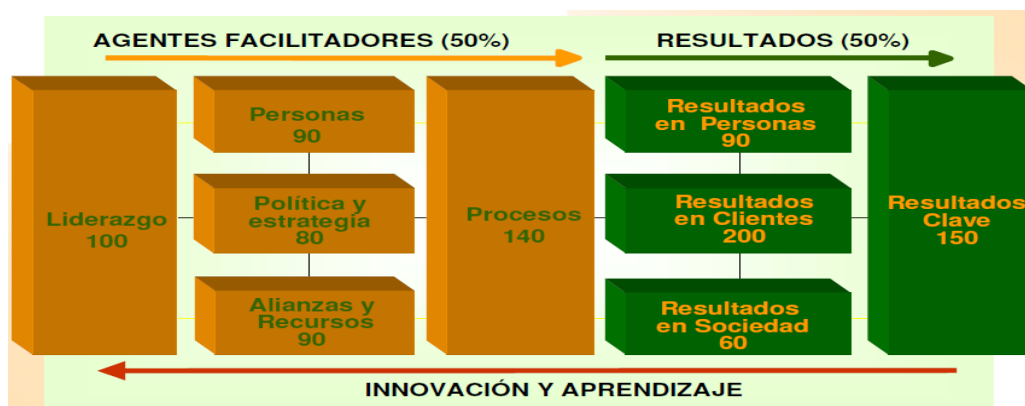 AGENTES FACILITADORES (50%)
RESULTADOS (50%)
Liderazgo
100
Personas
90
Política y
estrategia
80
Alianzas y
Recursos
90
Procesos
140
Resultados
en Personas
90
Resultados
en Clientes
200
Resultados
en Sociedad
60
Resultados
Clave
150
INNOVACIÓN Y APRENDIZAJE